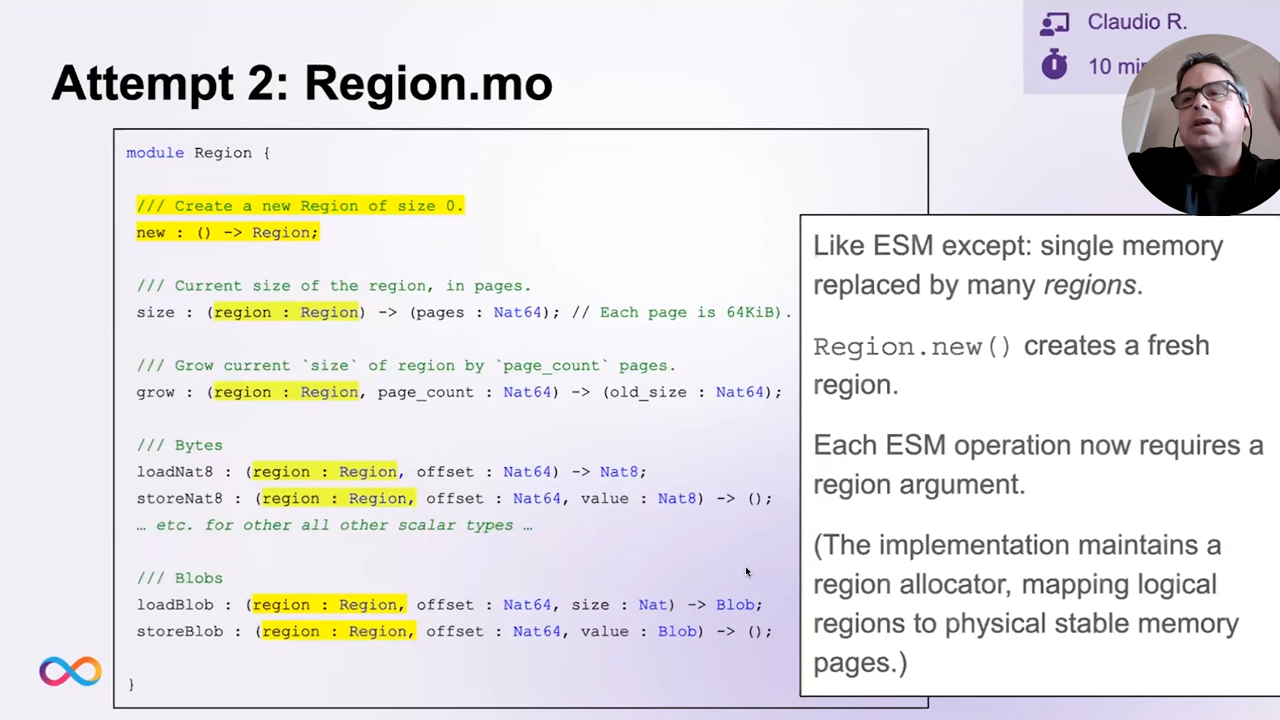 Claudio R.
10 min
Attempt 2: Region.mo
module Region {
/// Create a new Region of size 0.
new : () -> Region;
/// Current size of the region, in pages.
size : (region : Region) -> (pages : Nat64); // Each page is 64KiB).
/// Grow current `size` of region by `page_count` pages.
grow : (region : Region, page_count : Nat64) -> (old_size : Nat64);
/// Bytes
loadNat8 : (region : Region, offset : Nat64) -> Nat8;
storeNat8 : (region : Region, offset : Nat64, value : Nat8) -> ();
… etc. for other all other scalar types …
/// Blobs
loadBlob : (region : Region, offset : Nat64, size : Nat) -> Blob;
storeBlob : (region : Region, offset : Nat64, value : Blob) -> ();
}
Like ESM except: single memory
replaced by many regions.
Region.new() creates a fresh
region.
Each ESM operation now requires a
region argument.
(The implementation maintains a
region allocator, mapping logical
regions to physical stable memory
pages.)